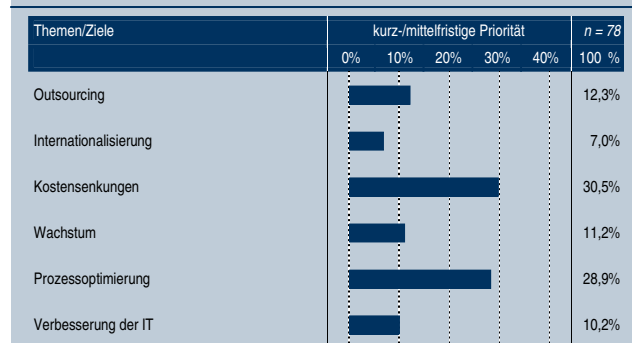 Themen/Ziele kurz-/mittelfristige Priorität n = 78
0% 10% 20% 30% 40% 100 %
Outsourcing 12,3%
Internationalisierung 7,0%
Kostensenkungen 30,5%
Wachstum 11,2%
Prozessoptimierung 28,9%
Verbesserung der IT 10,2%